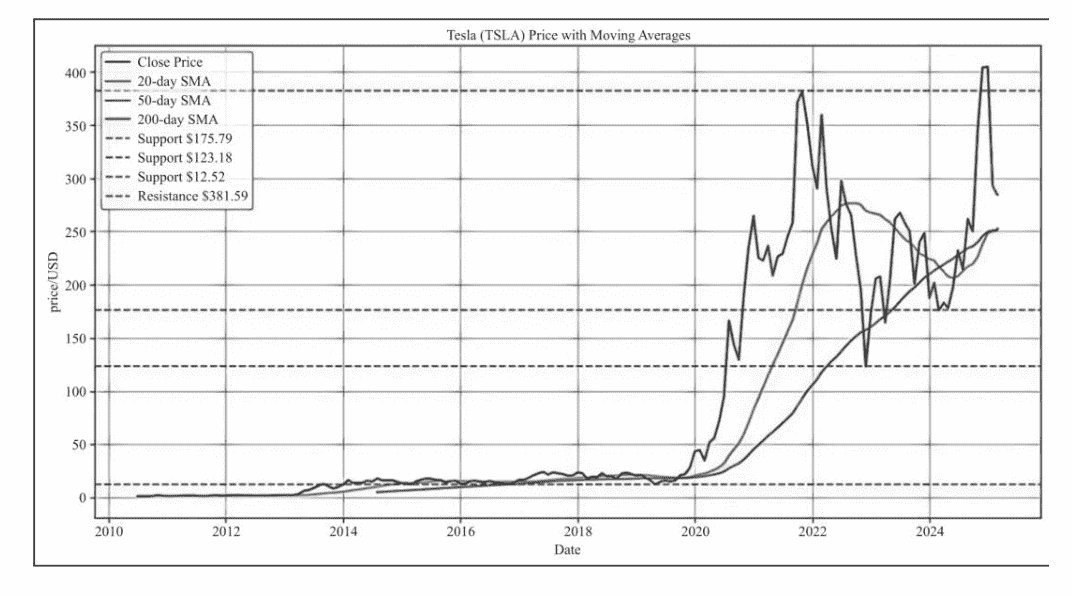 Tesla (TSLA) Price with Moving Averages
Close Price
20-day SMA
50-day SMA
200-day SMA
Support $175.79
Support $123.18
Support $12.52
Resistance $381.59
400
350
300
250
200
150
100
50
0
price/USD
2010 2012 2014 2016 2018 2020 2022 2024
Date